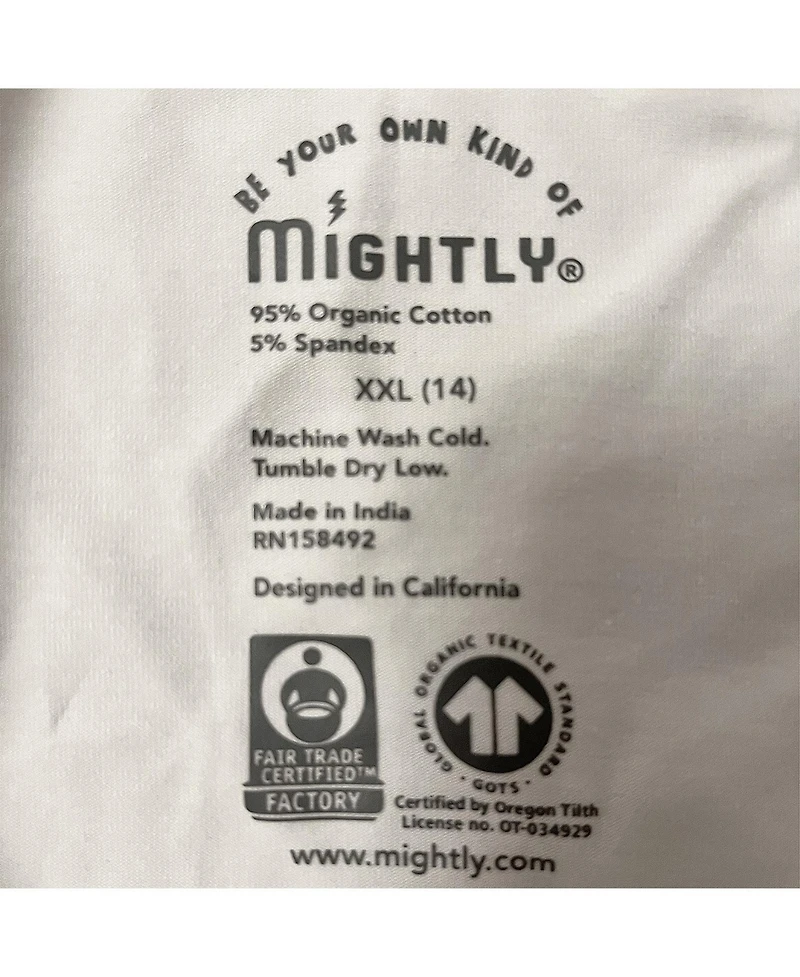 BE YOUR OWN KIND OF
MiGHTLY®
95% Organic Cotton
5% Spandex
XXL (14)
Machine Wash Cold.
Tumble Dry Low.
Made in India
RN158492
Designed in California
FAIR TRADE
CERTIFIED™
FACTORY
GLOBAL ORGANIC TEXTILE STANDARD
· GOTS ·
Certified by Oregon Tilth
License no. OT-034929
www.mightly.com